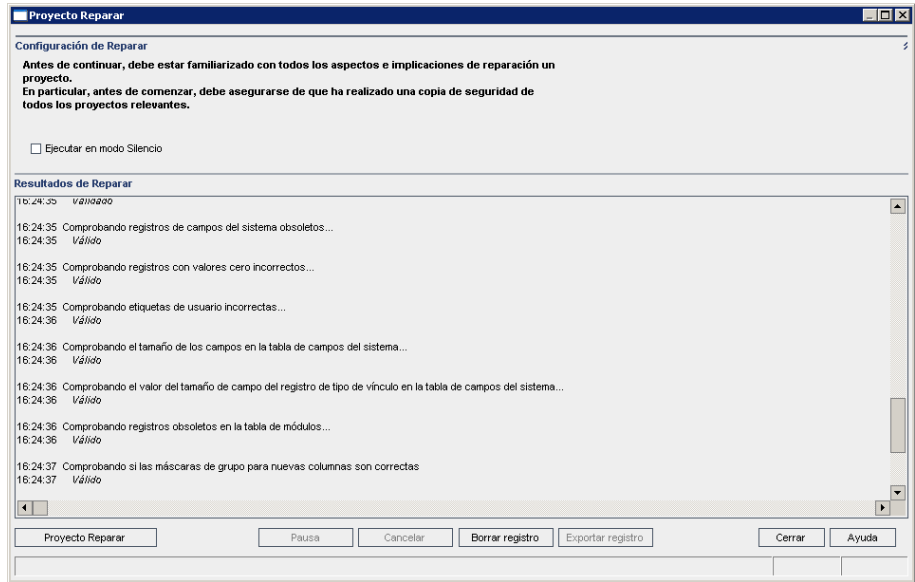 Proyecto Reparar
Configuración de Reparar
Antes de continuar, debe estar familiarizado con todos los aspectos e implicaciones de reparación un
proyecto.
En particular, antes de comenzar, debe asegurarse de que ha realizado una copia de seguridad de
todos los proyectos relevantes.
Ejecutar en modo Silencio
Resultados de Reparar
16:24:35 Validado
16:24:35 Comprobando registros de campos del sistema obsoletos...
16:24:35 Válido
16:24:35 Comprobando registros con valores cero incorrectos...
16:24:35 Válido
16:24:35 Comprobando etiquetas de usuario incorrectas...
16:24:36 Válido
16:24:36 Comprobando el tamaño de los campos en la tabla de campos del sistema...
16:24:36 Válido
16:24:36 Comprobando el valor del tamaño de campo del registro de tipo de vínculo en la tabla de campos del sistema...
16:24:36 Válido
16:24:36 Comprobando registros obsoletos en la tabla de módulos...
16:24:36 Válido
16:24:37 Comprobando si las máscaras de grupo para nuevas columnas son correctas
16:24:37 Válido
Proyecto Reparar Pausa Cancelar Borrar registro Exportar registro Cerrar Ayuda